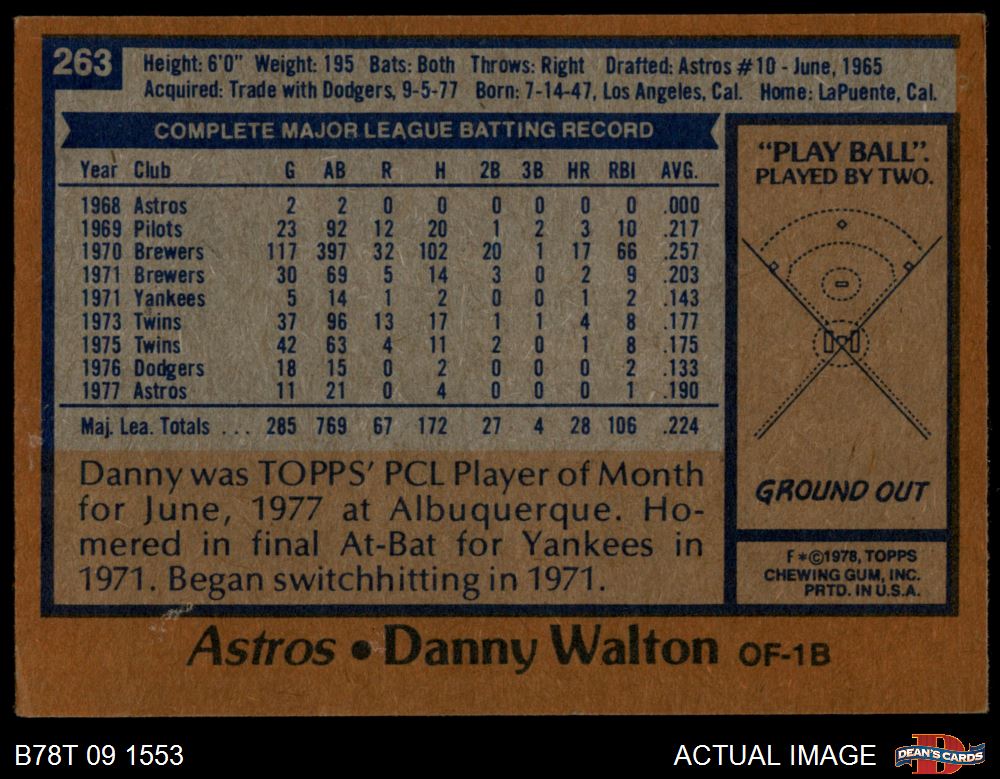 263
Height: 6'0" Weight: 195 Bats: Both Throws: Right Drafted: Astros #10 - June, 1965
Acquired: Trade with Dodgers, 9-5-77 Born: 7-14-47, Los Angeles, Cal. Home: LaPuente, Cal.
COMPLETE MAJOR LEAGUE BATTING RECORD
Year Club G AB R H 2B 3B HR RBI AVG.
1968 Astros 2 2 0 0 0 0 0 0 .000
1969 Pilots 23 92 12 20 1 2 3 10 .217
1970 Brewers 117 397 32 102 20 1 17 66 .257
1971 Brewers 30 69 5 14 3 0 2 9 .203
1971 Yankees 5 14 1 2 0 0 1 2 .143
1973 Twins 37 96 13 17 1 1 4 8 .177
1975 Twins 42 63 4 11 2 0 1 8 .175
1976 Dodgers 18 15 0 2 0 0 0 2 .133
1977 Astros 11 21 0 4 0 0 0 1 .190
Maj. Lea. Totals ... 285 769 67 172 27 4 28 106 .224
Danny was TOPPS' PCL Player of Month
for June, 1977 at Albuquerque. Ho-
mered in final At-Bat for Yankees in
1971. Began switchhitting in 1971.
"PLAY BALL".
PLAYED BY TWO.
GROUND OUT
F*©1978, TOPPS
CHEWING GUM, INC.
PRTD. IN U.S.A.
Astros • Danny Walton OF-1B
B78T 09 1553
ACTUAL IMAGE
DEAN'S CARDS